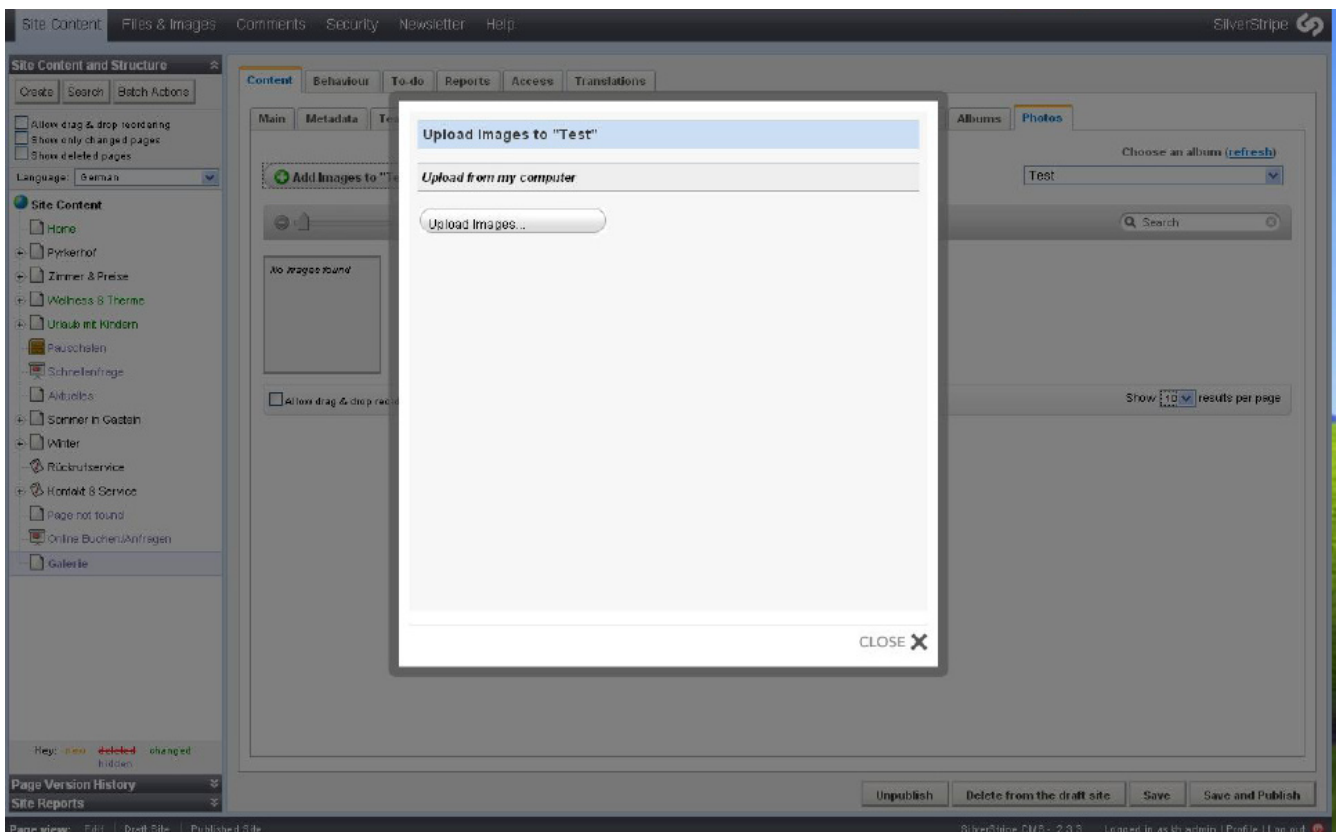 Site Content Files & Images Comments Security Newsletter Help SilverStripe
Site Content and Structure
Create Search Batch Actions
Allow drag & drop reordering
Show only changed pages
Show deleted pages
Language: German
Site Content
Home
Pyrkerhof
Zimmer & Preise
Wellness & Therme
Urlaub mit Kindern
Pauschalen
Schnellanfrage
Aktuelles
Sommer in Gastein
Winter
Rückrufservice
Kontakt & Service
Page not found
Online Buchen/Anfragen
Galerie
Key: new deleted changed
hidden
Page Version History
Site Reports
Content Behaviour To-do Reports Access Translations
Main Metadata Albums Photos
Choose an album (refresh)
Add Images to "Te
Test
Search
No images found
Allow drag & drop
Show 10 results per page
Upload Images to "Test"
Upload from my computer
Upload Images...
CLOSE
Unpublish Delete from the draft site Save Save and Publish
Page view: Edit Draft Site Published Site
SilverStripe CMS - 2.3.3 Logged in as admin | Profile | Log out